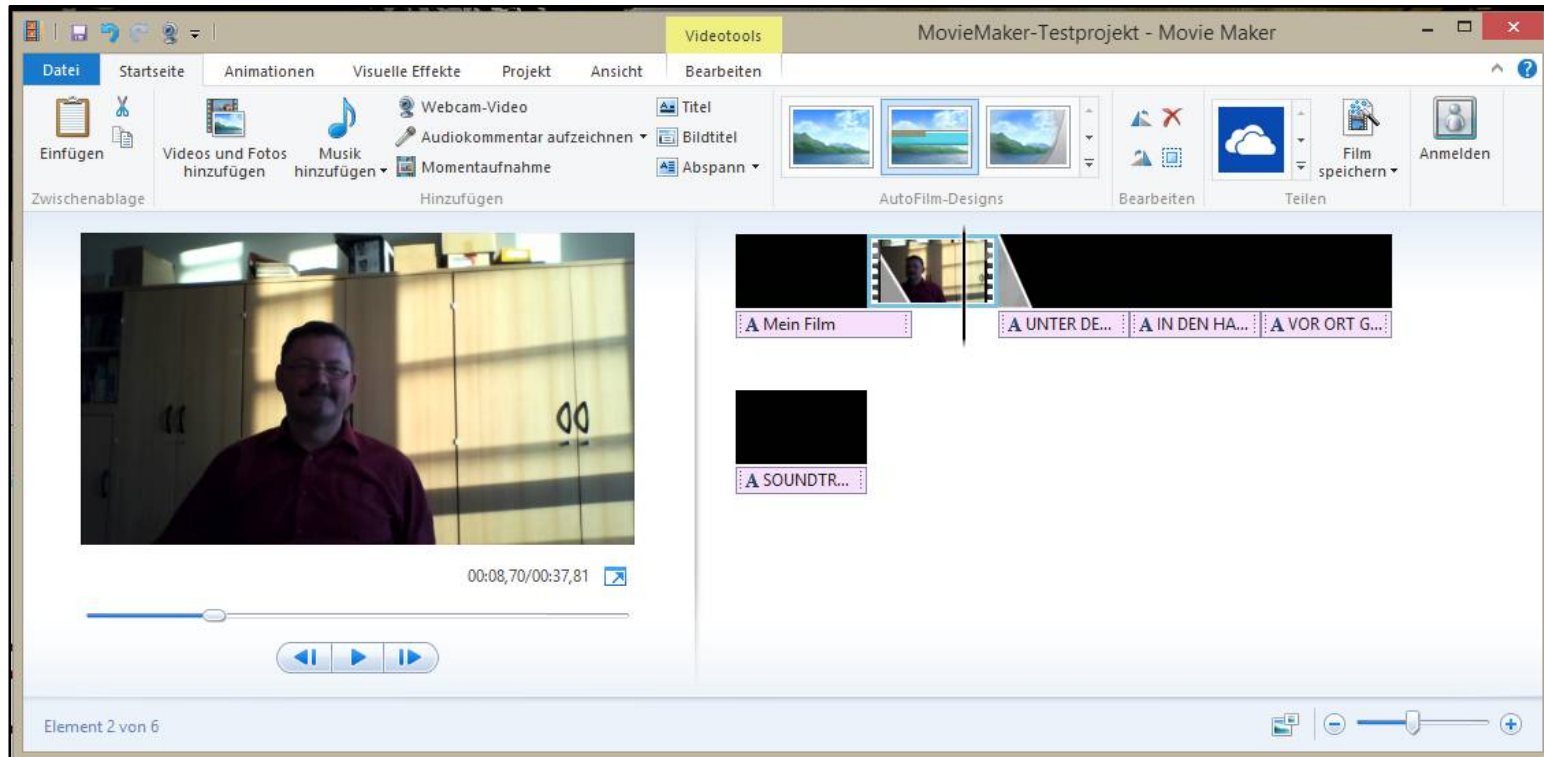 Videotools
MovieMaker-Testprojekt - Movie Maker
Datei Startseite Animationen Visuelle Effekte Projekt Ansicht Bearbeiten
Einfügen
Zwischenablage
Videos und Fotos
hinzufügen
Musik
hinzufügen
Webcam-Video
Audiokommentar aufzeichnen
Momentaufnahme
Titel
Bildtitel
Abspann
Hinzufügen
AutoFilm-Designs
Bearbeiten
Film
speichern
Teilen
Anmelden
A Mein Film
A UNTER DE...
A IN DEN HA...
A VOR ORT G...
A SOUNDTR...
00:08,70/00:37,81
Element 2 von 6